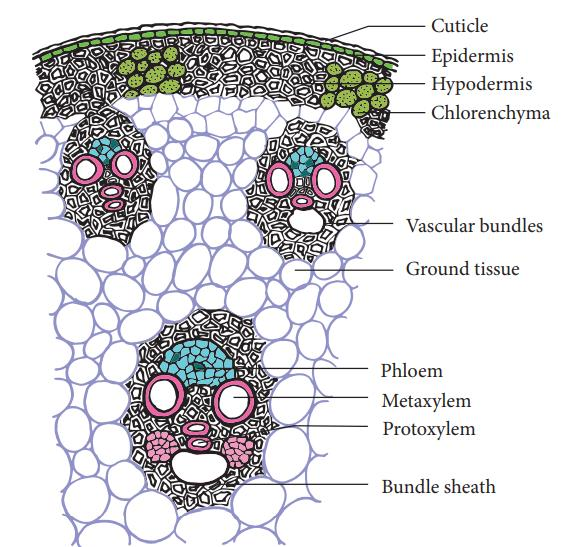 Cuticle
Epidermis
Hypodermis
Chlorenchyma
Vascular bundles
Ground tissue
Phloem
Metaxylem
Protoxylem
Bundle sheath